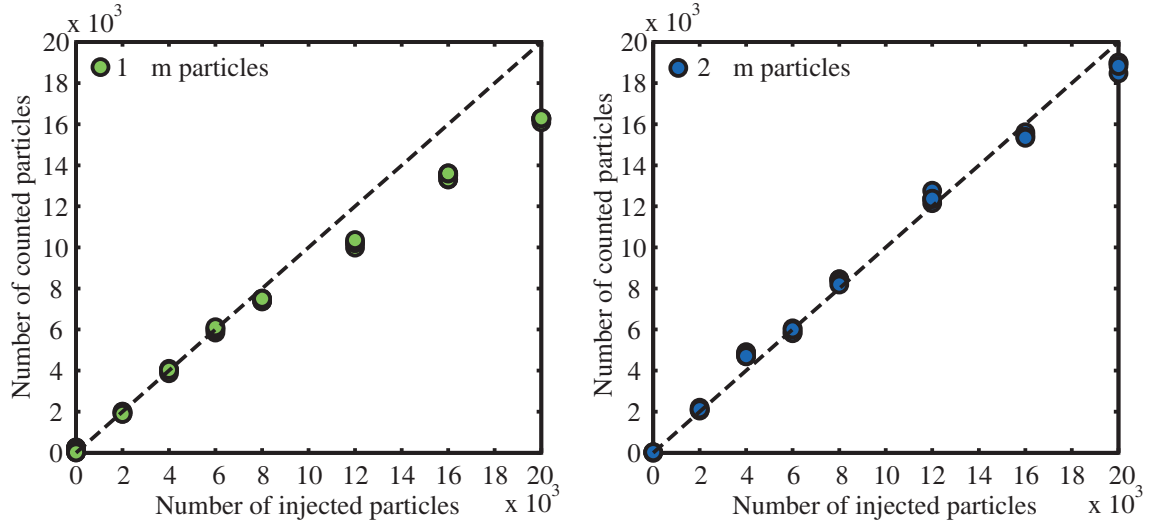 x 10³
20
18
16
14
12
10
8
6
4
2
0
Number of counted particles
1 m particles
0 2 4 6 8 10 12 14 16 18 20
Number of injected particles
x 10³
x 10³
20
18
16
14
12
10
8
6
4
2
0
Number of counted particles
2 m particles
0 2 4 6 8 10 12 14 16 18 20
Number of injected particles
x 10³